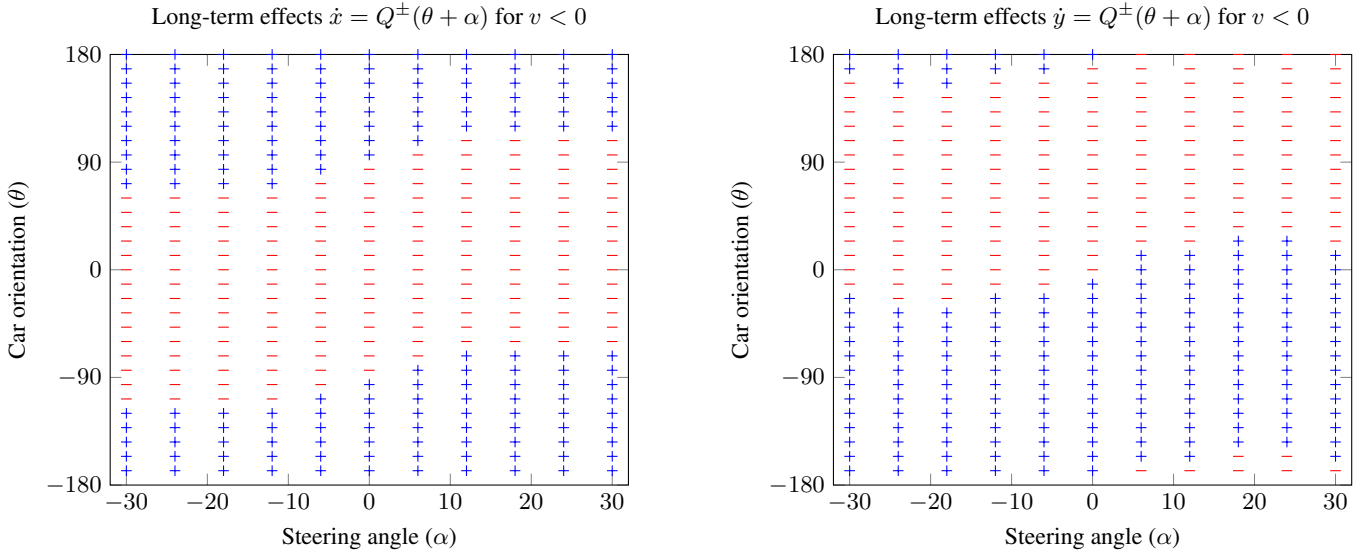 Long-term effects ẋ = Q±(θ + α) for v < 0
180
90
0
−90
−180
Car orientation (θ)
−30 −20 −10 0 10 20 30
Steering angle (α)
Long-term effects ẏ = Q±(θ + α) for v < 0
180
90
0
−90
−180
Car orientation (θ)
−30 −20 −10 0 10 20 30
Steering angle (α)